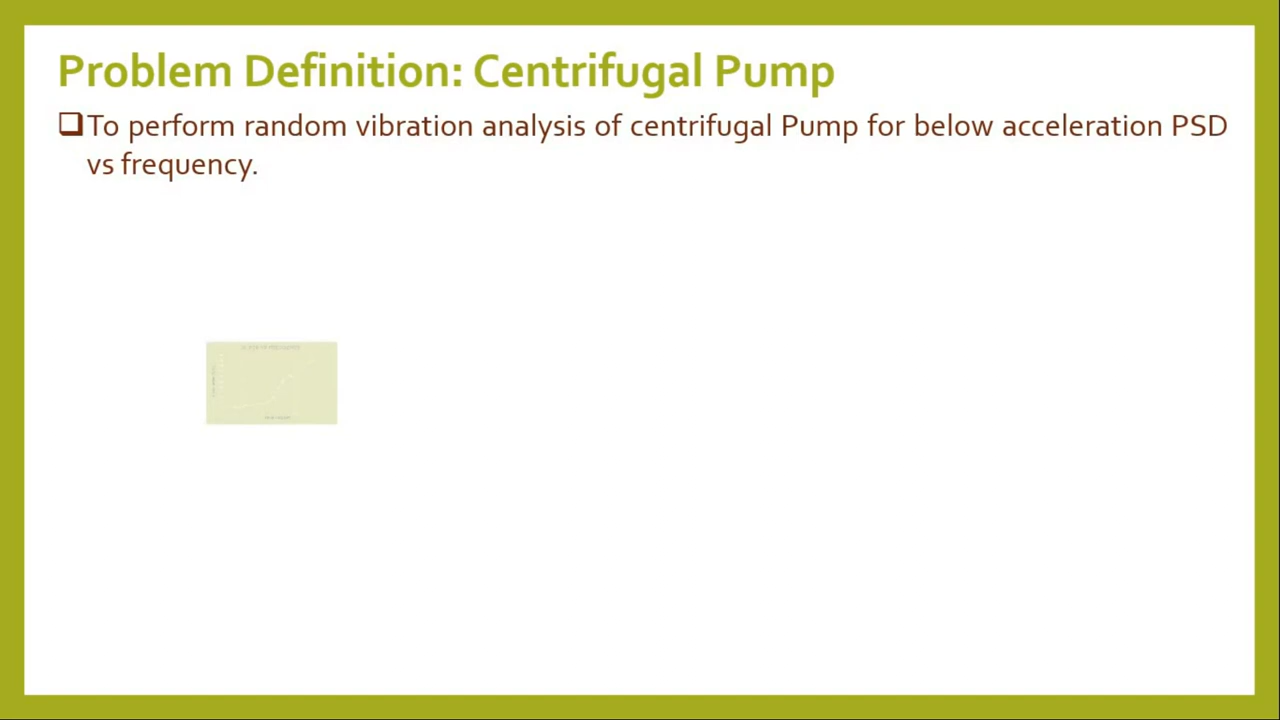 Problem Definition: Centrifugal Pump
❑To perform random vibration analysis of centrifugal Pump for below acceleration PSD
vs frequency.